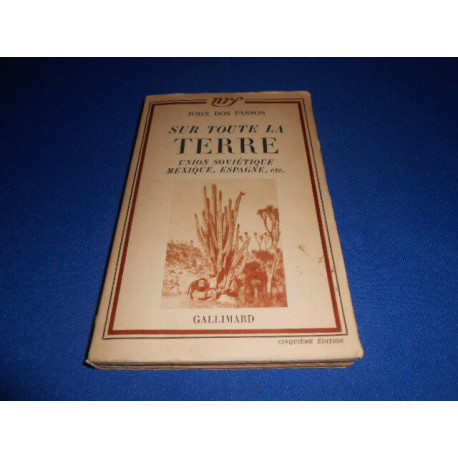 nrf
JOHN DOS PASSOS
SUR TOUTE LA
TERRE
UNION SOVIÉTIQUE
MEXIQUE, ESPAGNE, etc.
GALLIMARD
CINQUIÈME ÉDITION